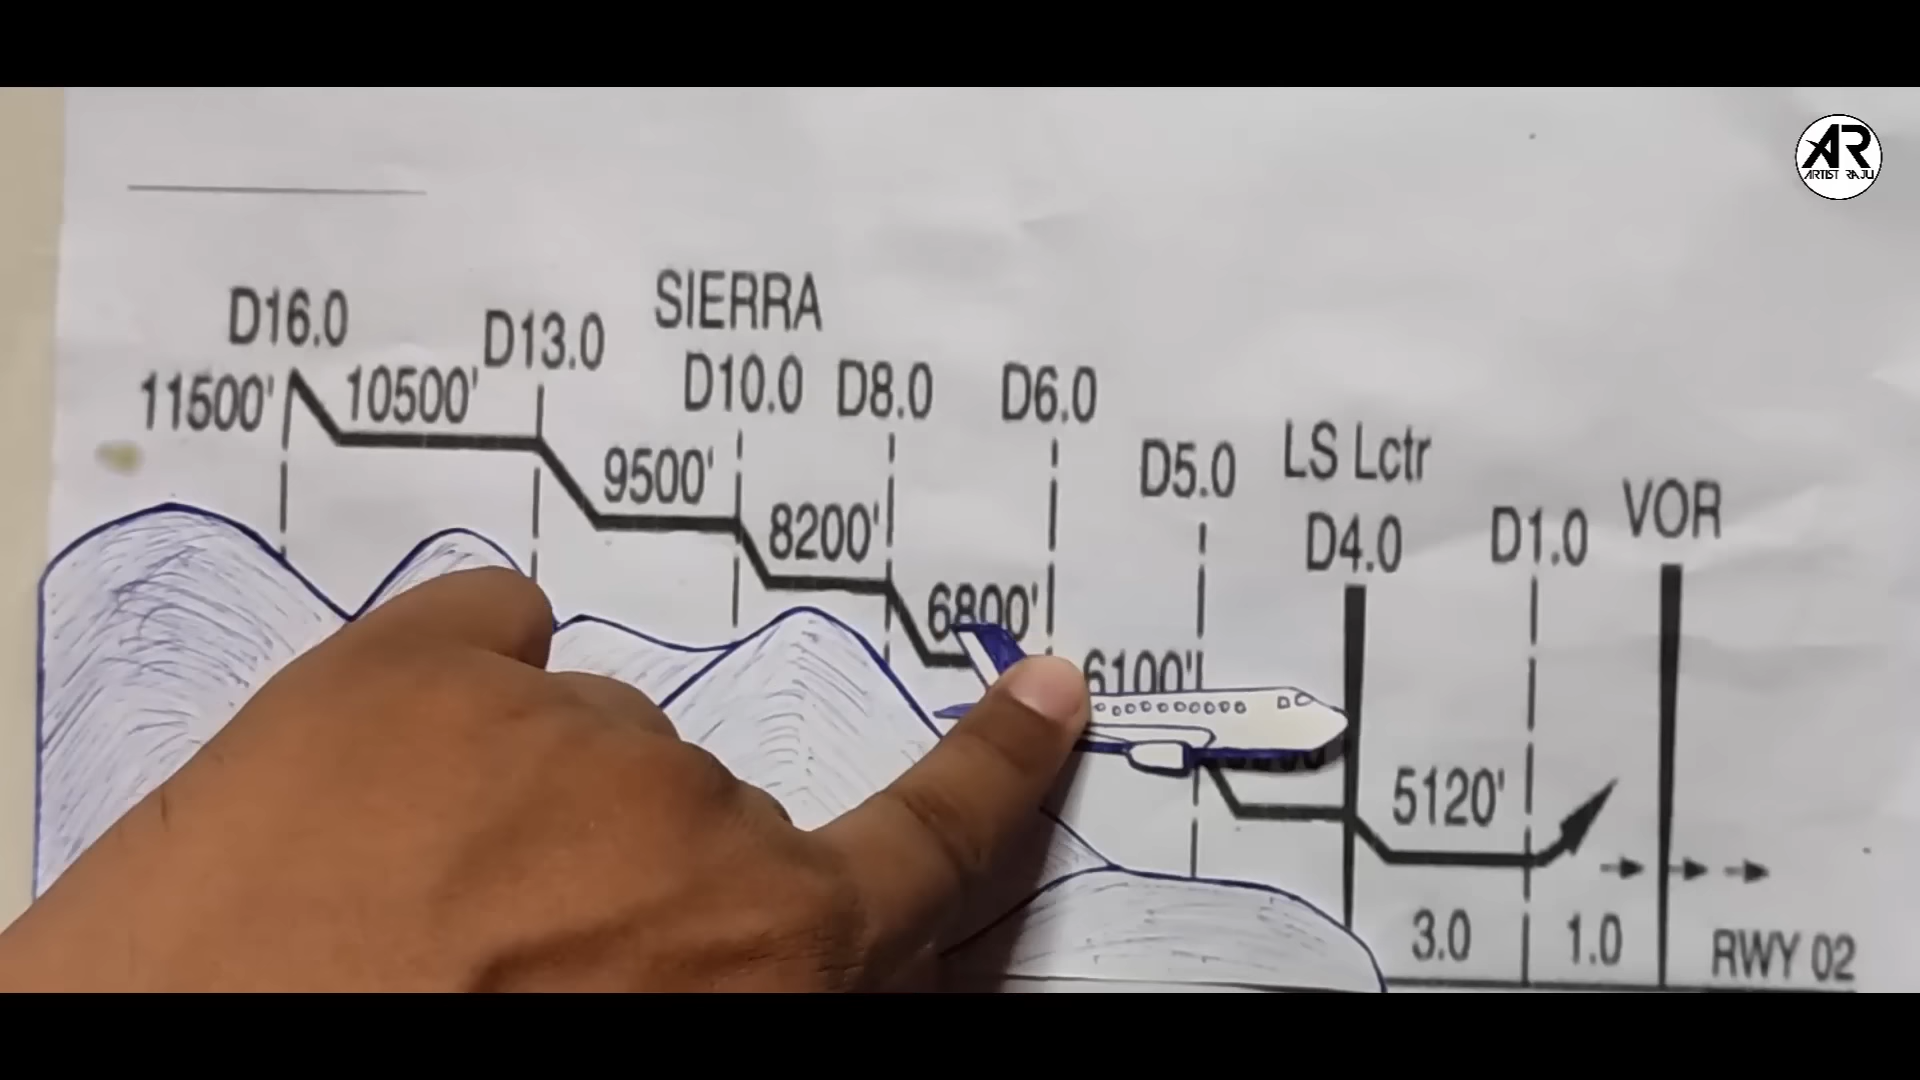 AR
ARTIST RAJU
SIERRA
D16.0
D13.0
D10.0
D8.0
D6.0
11500'
10500'
9500'
8200'
6800'
D5.0
LS Lctr
D4.0
D1.0
VOR
6100'
5120'
3.0
1.0
RWY 02